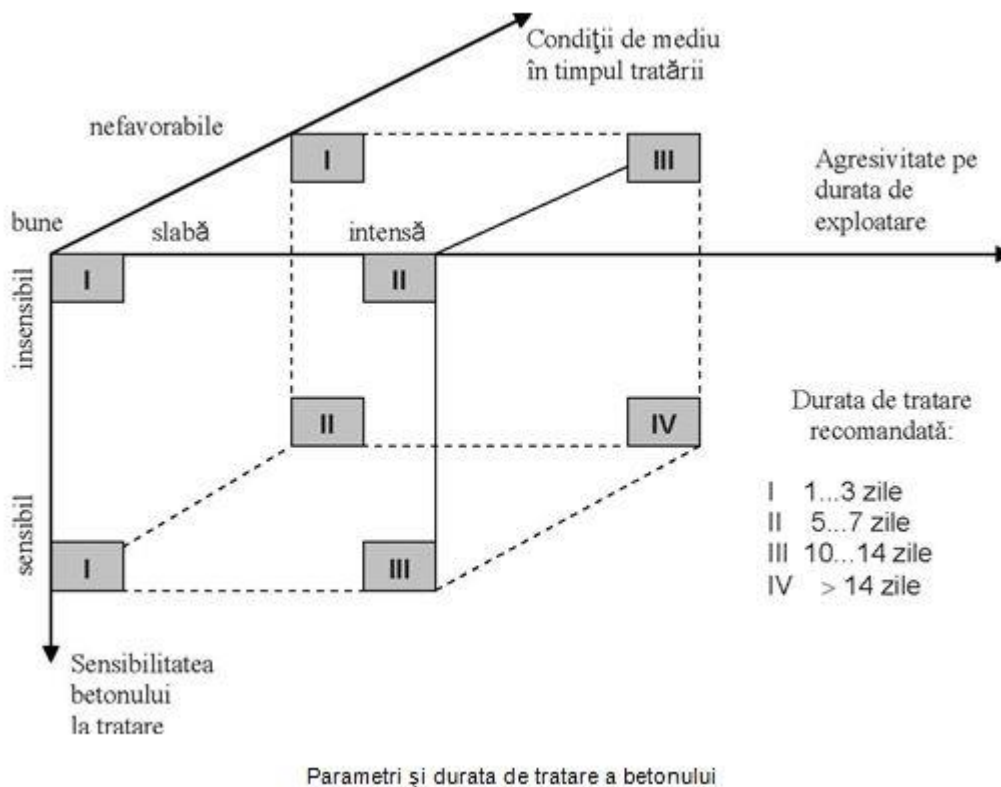 Condiţii de mediu
în timpul tratării
nefavorabile
I
III
Agresivitate pe
durata de
exploatare
bune
slabă
intensă
I
II
insensibil
II
IV
Durata de tratare
recomandată:
I 1...3 zile
II 5...7 zile
III 10...14 zile
IV > 14 zile
sensibil
I
III
Sensibilitatea
betonului
la tratare
Parametri şi durata de tratare a betonului